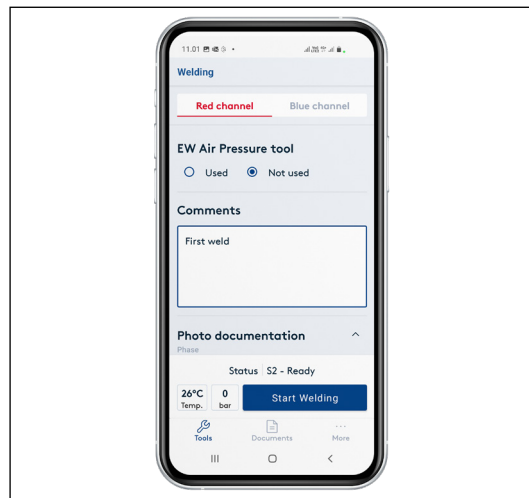 11.01
Welding
Red channel Blue channel
EW Air Pressure tool
Used Not used
Comments
First weld
Photo documentation
Phase
Status S2 - Ready
26°C 0 Start Welding
Temp. bar
Tools Documents More